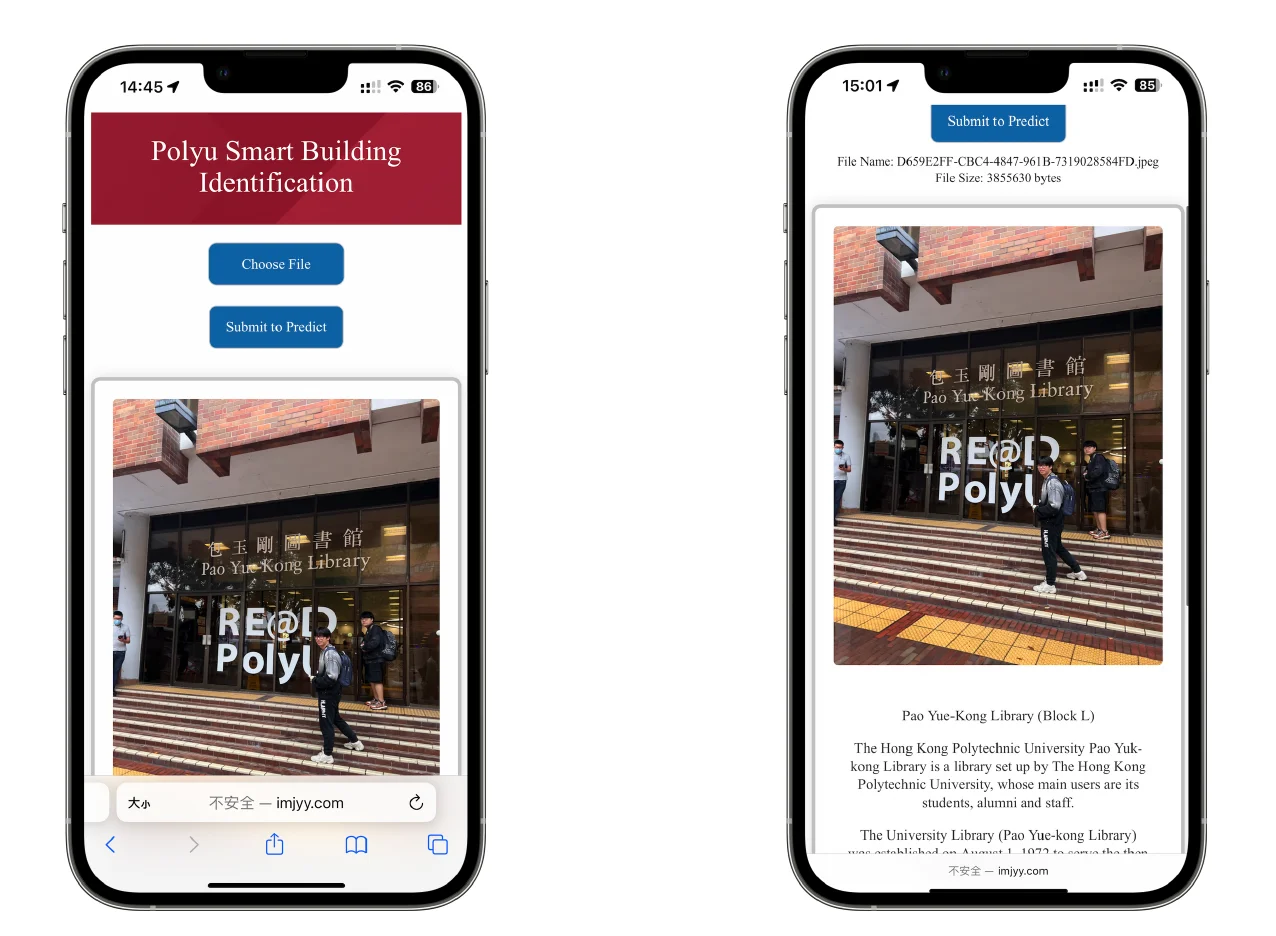 14:45
86
Polyu Smart Building
Identification
Choose File
Submit to Predict
包玉剛圖書館
Pao Yue-Kong Library
RE@D
PolyU
大小
不安全 — imjyy.com
15:01
85
Submit to Predict
File Name: D659E2FF-CBC4-4847-961B-7319028584FD.jpeg
File Size: 3855630 bytes
包玉剛圖書館
Pao Yue-Kong Library
RE@D
PolyU
Pao Yue-Kong Library (Block L)
The Hong Kong Polytechnic University Pao Yuk-
kong Library is a library set up by The Hong Kong
Polytechnic University, whose main users are its
students, alumni and staff.
The University Library (Pao Yue-kong Library)
was established on August 1, 1972 to serve the then
不安全 — imjyy.com